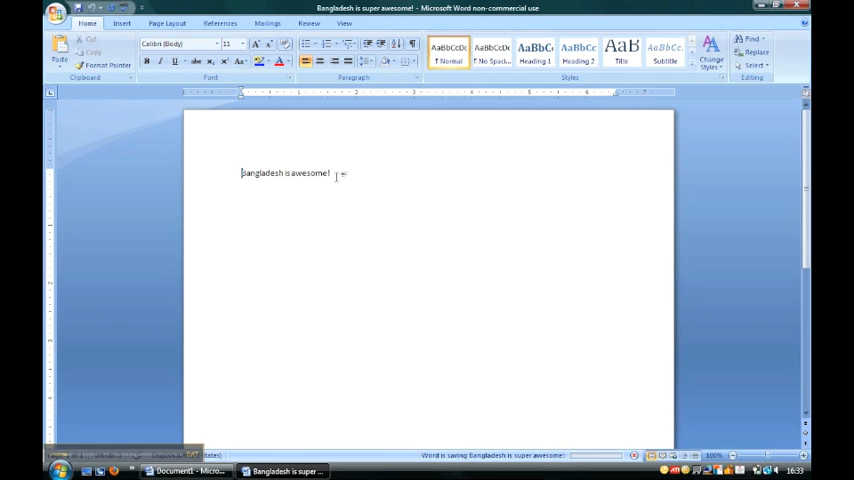 Bangladesh is super awesome! - Microsoft Word non-commercial use
Home Insert Page Layout References Mailings Review View
Paste
Cut
Copy
Format Painter
Clipboard
Calibri (Body) 11
Font
Paragraph
AaBbCcDc AaBbCcDc AaBbC AaBbCc AaB AaBbCc.
¶ Normal ¶ No Spaci... Heading 1 Heading 2 Title Subtitle
Change Styles
Styles
Find
Replace
Select
Editing
Bangladesh is awesome!
Word is saving Bangladesh is super awesome!
100%
Document1 - Micro...
Bangladesh is super ...
16:33